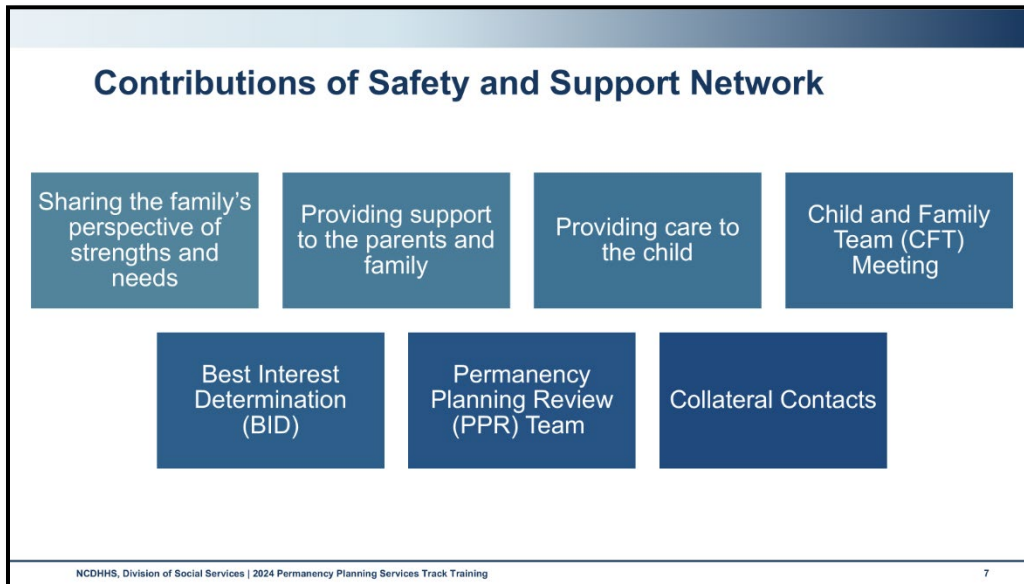 Contributions of Safety and Support Network
Sharing the family's
perspective of
strengths and
needs
Providing support
to the parents and
family
Providing care to
the child
Child and Family
Team (CFT)
Meeting
Best Interest
Determination
(BID)
Permanency
Planning Review
(PPR) Team
Collateral Contacts
NCDHHS, Division of Social Services | 2024 Permanency Planning Services Track Training
7